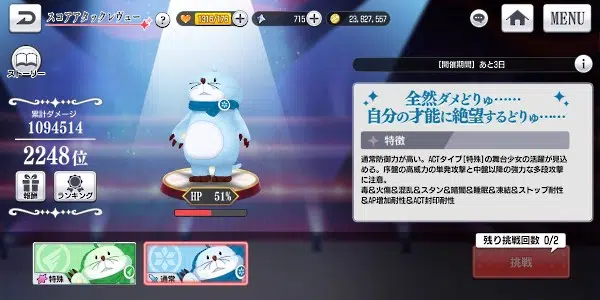 スコアアタックレヴュー
?
1316/176
+
715
+
23,827,557
+
MENU
ストーリー
【開催期間】あと3日
i
全然ダメどりゅ……
自分の才能に絶望するどりゅ……
特徴
通常防御力が高い。ACTタイプ[特殊]の舞台少女の活躍が見込
める。序盤の高威力の単発攻撃と中盤以降の強力な多段攻撃
に注意。
毒&火傷&混乱&スタン&暗闇&睡眠&凍結&ストップ耐性
&AP増加耐性&ACT封印耐性
累計ダメージ
1094514
2248位
報酬
ランキング
HP 51%
特殊
通常
残り挑戦回数 0/2
挑戦